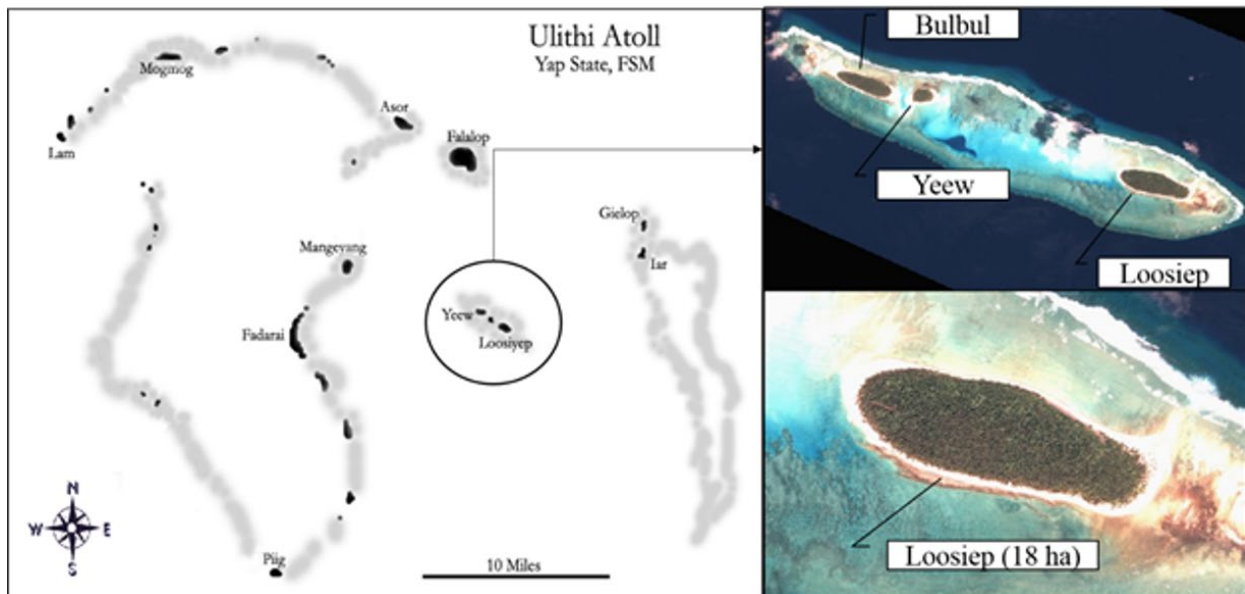 Ulithi Atoll
Yap State, FSM
Mogmog
Asor
Falalop
Lam
Gielop
Mangeyang
Iar
Yeew
Fadarai
Loosiyep
Piig
10 Miles
N
W E
S
Bulbul
Yeew
Loosiep
Loosiep (18 ha)